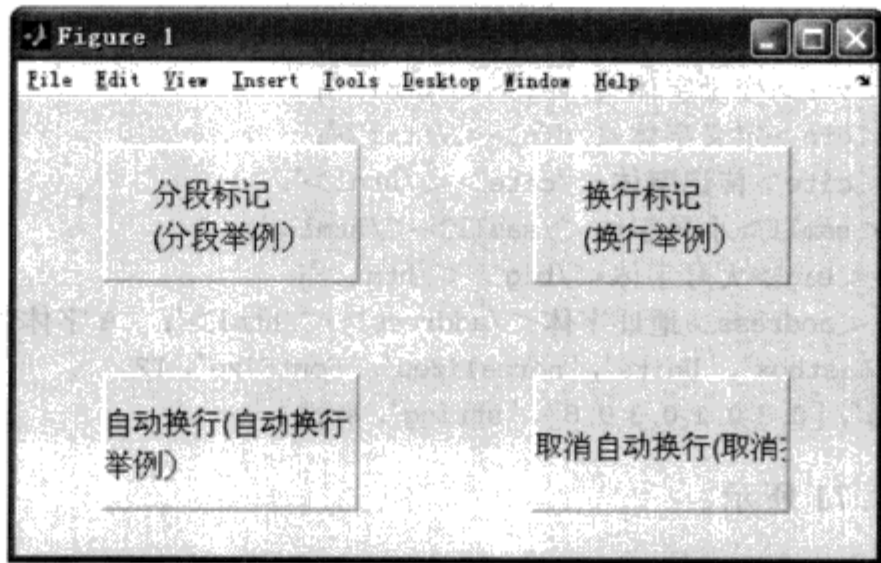 Figure 1
File Edit View Insert Tools Desktop Window Help
分段标记
(分段举例)
换行标记
(换行举例)
自动换行(自动换行
举例)
取消自动换行(取消